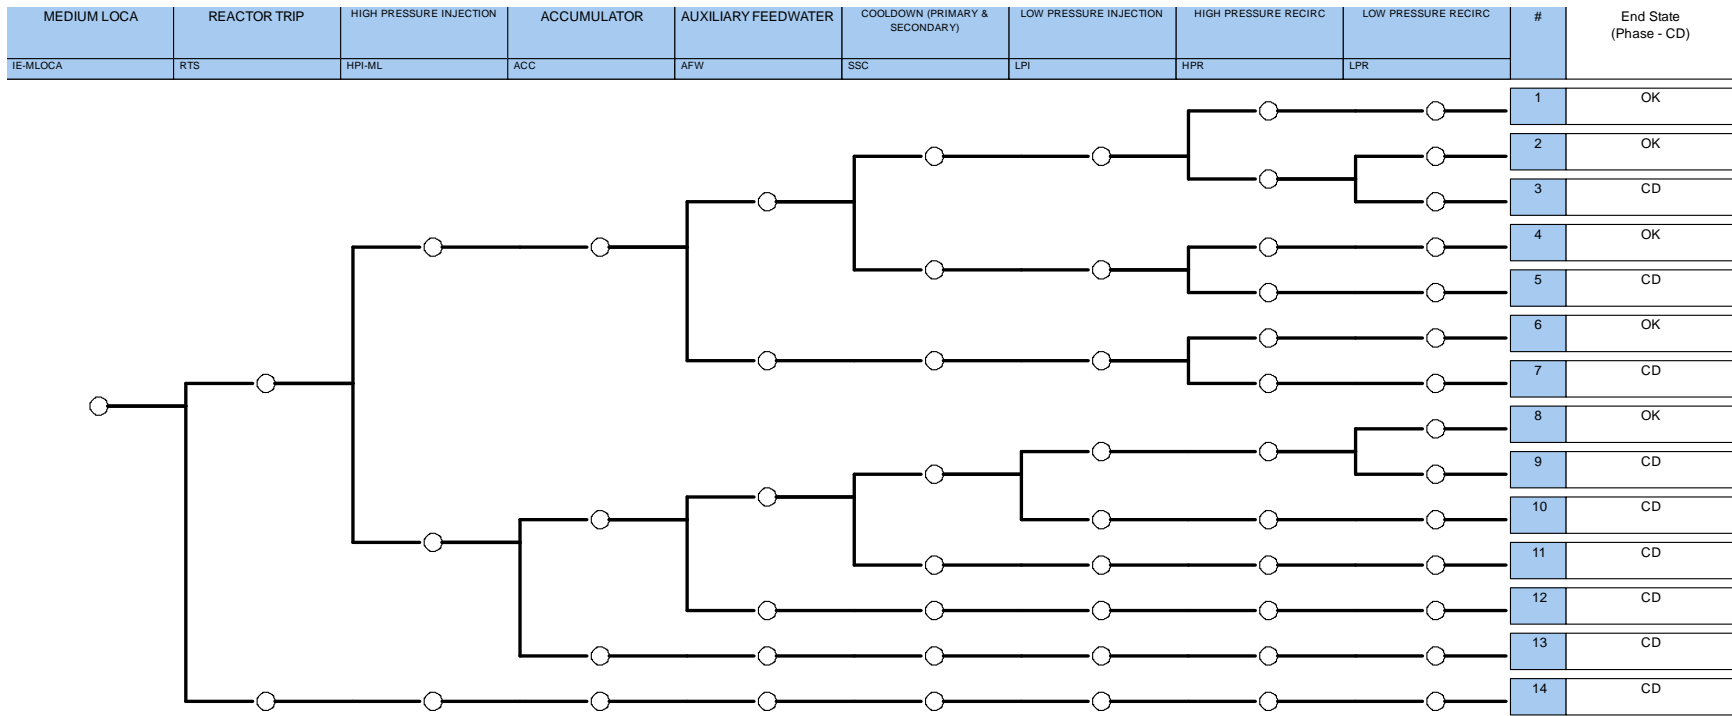 MEDIUM LOCA
REACTOR TRIP
HIGH PRESSURE INJECTION
ACCUMULATOR
AUXILIARY FEEDWATER
COOLDOWN (PRIMARY &
SECONDARY)
LOW PRESSURE INJECTION
HIGH PRESSURE RECIRC
LOW PRESSURE RECIRC
#
End State
(Phase - CD)
IE-MLOCA
RTS
HPI-ML
ACC
AFW
SSC
LPI
HPR
LPR
1 OK
2 OK
3 CD
4 OK
5 CD
6 OK
7 CD
8 OK
9 CD
10 CD
11 CD
12 CD
13 CD
14 CD